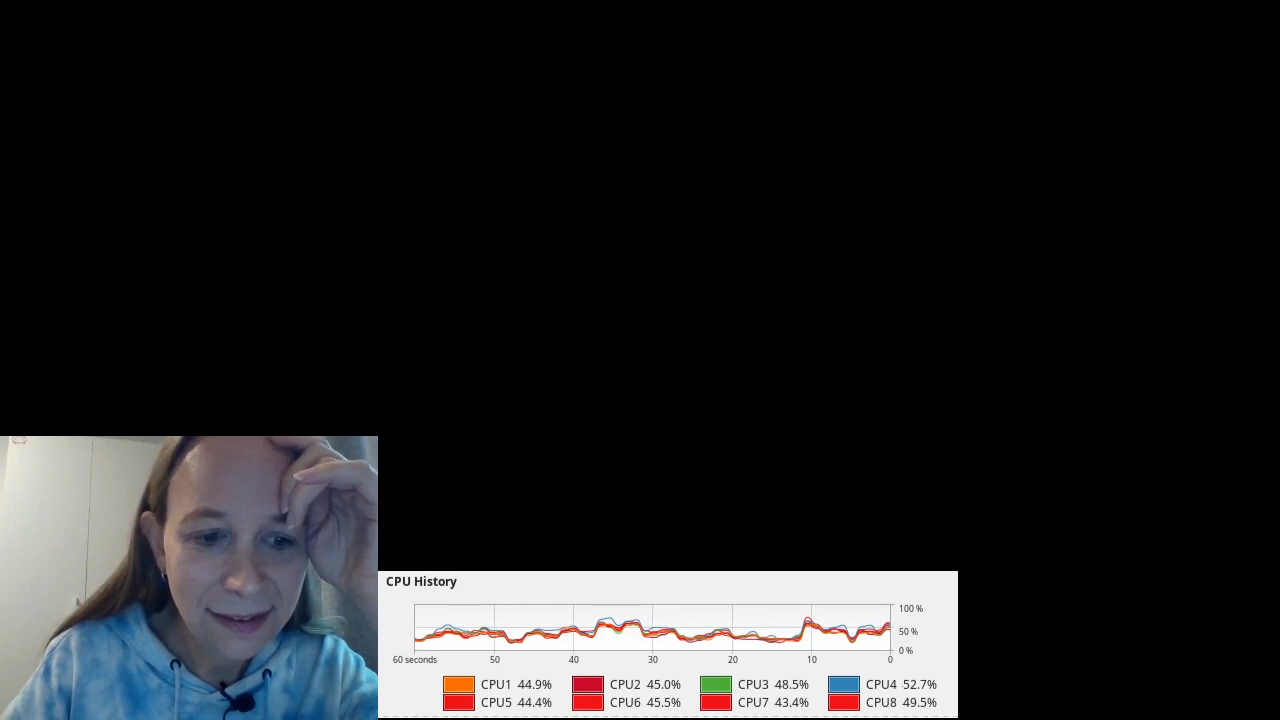 CPU History
100 %
50 %
0 %
60 seconds 50 40 30 20 10 0
CPU1 44.9% CPU2 45.0% CPU3 48.5% CPU4 52.7%
CPU5 44.4% CPU6 45.5% CPU7 43.4% CPU8 49.5%